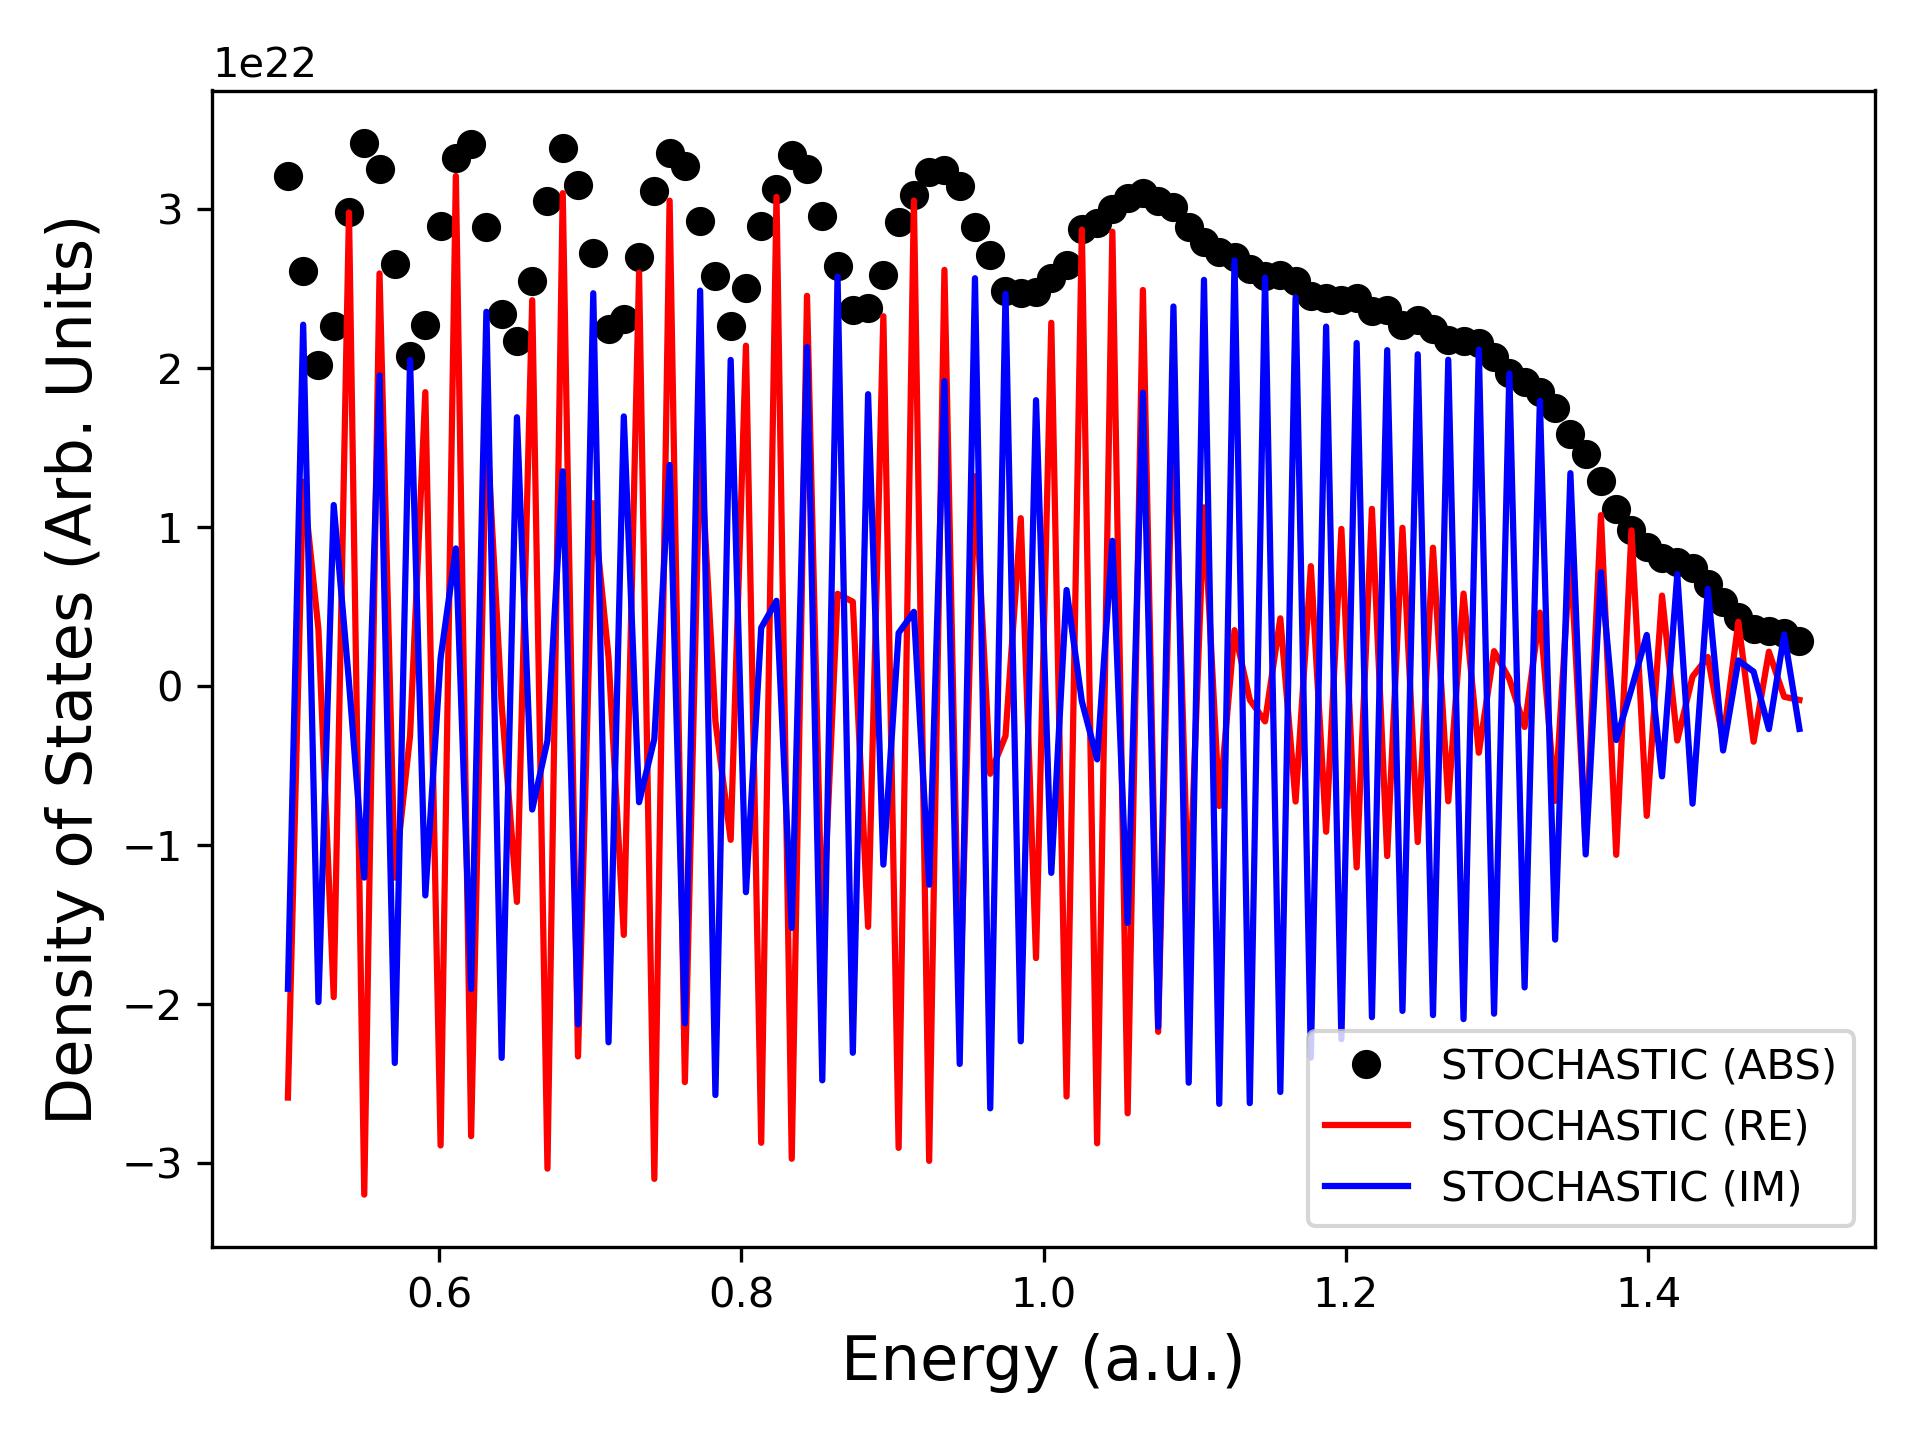 1e22
Density of States (Arb. Units)
3
2
1
0
−1
−2
−3
STOCHASTIC (ABS)
STOCHASTIC (RE)
STOCHASTIC (IM)
0.6 0.8 1.0 1.2 1.4
Energy (a.u.)